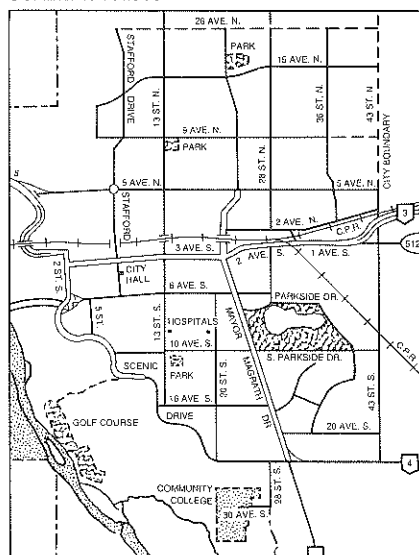 26 AVE. N.
STAFFORD DRIVE
PARK
15 AVE. N.
13 ST. N.
28 ST. N.
36 ST. N.
43 ST. N.
CITY BOUNDARY
9 AVE. N.
PARK
5 AVE. N.
5 AVE. N.
STAFFORD
2 AVE. N.
C.P.R.
3
3 AVE. S.
2 AVE. S.
1 AVE. S.
512
2 ST. S.
CITY HALL
6 AVE. S.
PARKSIDE DR.
5 ST.
13 ST. S.
HOSPITALS
10 AVE. S.
MAYOR MAGRATH DR.
S. PARKSIDE DR.
C.P.R.
SCENIC
PARK
20 ST. S.
16 AVE. S.
43 ST. S.
GOLF COURSE
DRIVE
20 AVE. S.
4
COMMUNITY COLLEGE
28 ST. S.
30 AVE. S.